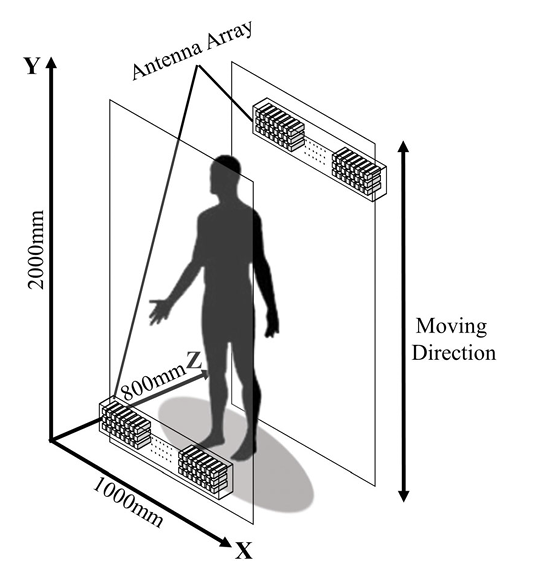 Antenna Array
Y
2000mm
Moving
Direction
Z
800mm
1000mm
X